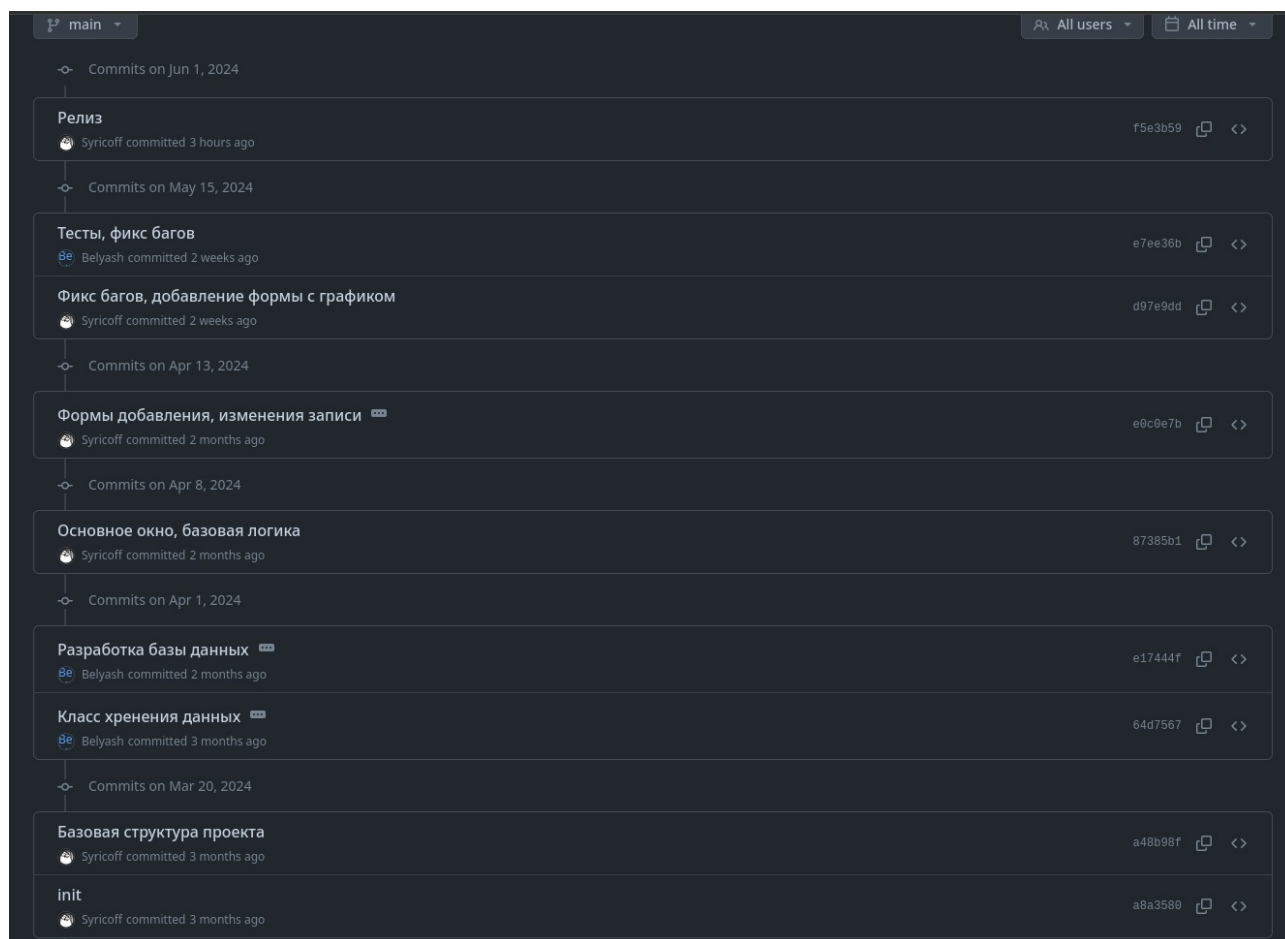 main All users All time
Commits on Jun 1, 2024
Релиз
Syricoff committed 3 hours ago f5e3b59
Commits on May 15, 2024
Тесты, фикс багов
Be Belyash committed 2 weeks ago e7ee36b
Фикс багов, добавление формы с графиком
Syricoff committed 2 weeks ago d97e9dd
Commits on Apr 13, 2024
Формы добавления, изменения записи
Syricoff committed 2 months ago e0c0e7b
Commits on Apr 8, 2024
Основное окно, базовая логика
Syricoff committed 2 months ago 87385b1
Commits on Apr 1, 2024
Разработка базы данных
Be Belyash committed 2 months ago e17444f
Класс хренения данных
Be Belyash committed 3 months ago 64d7567
Commits on Mar 20, 2024
Базовая структура проекта
Syricoff committed 3 months ago a48b98f
init
Syricoff committed 3 months ago a8a3580